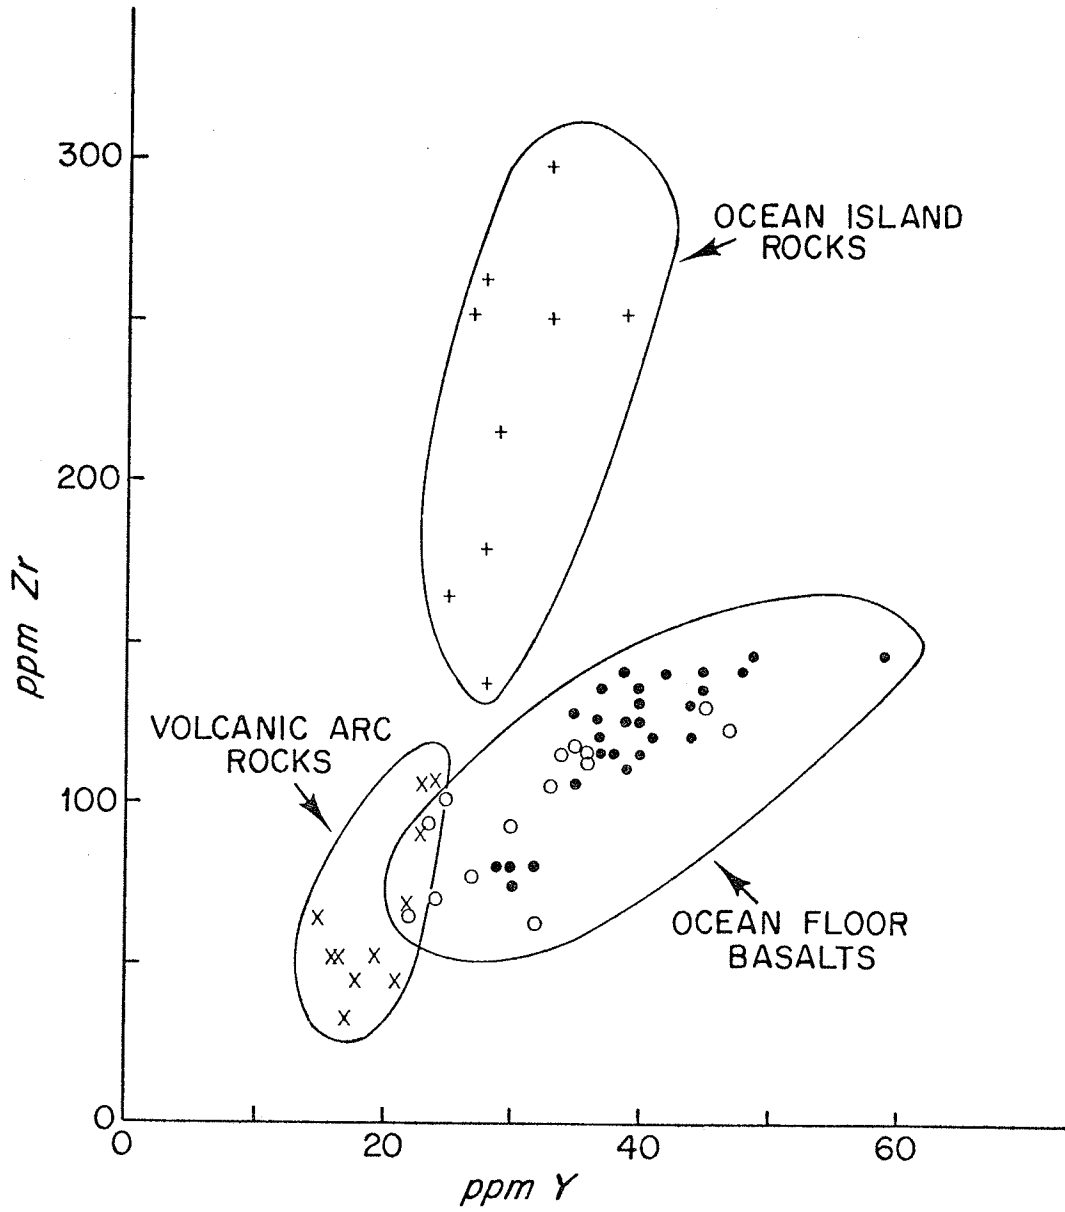 300
OCEAN ISLAND
ROCKS
200
ppm Zr
VOLCANIC ARC
ROCKS
100
OCEAN FLOOR
BASALTS
0
0 20 40 60
ppm Y